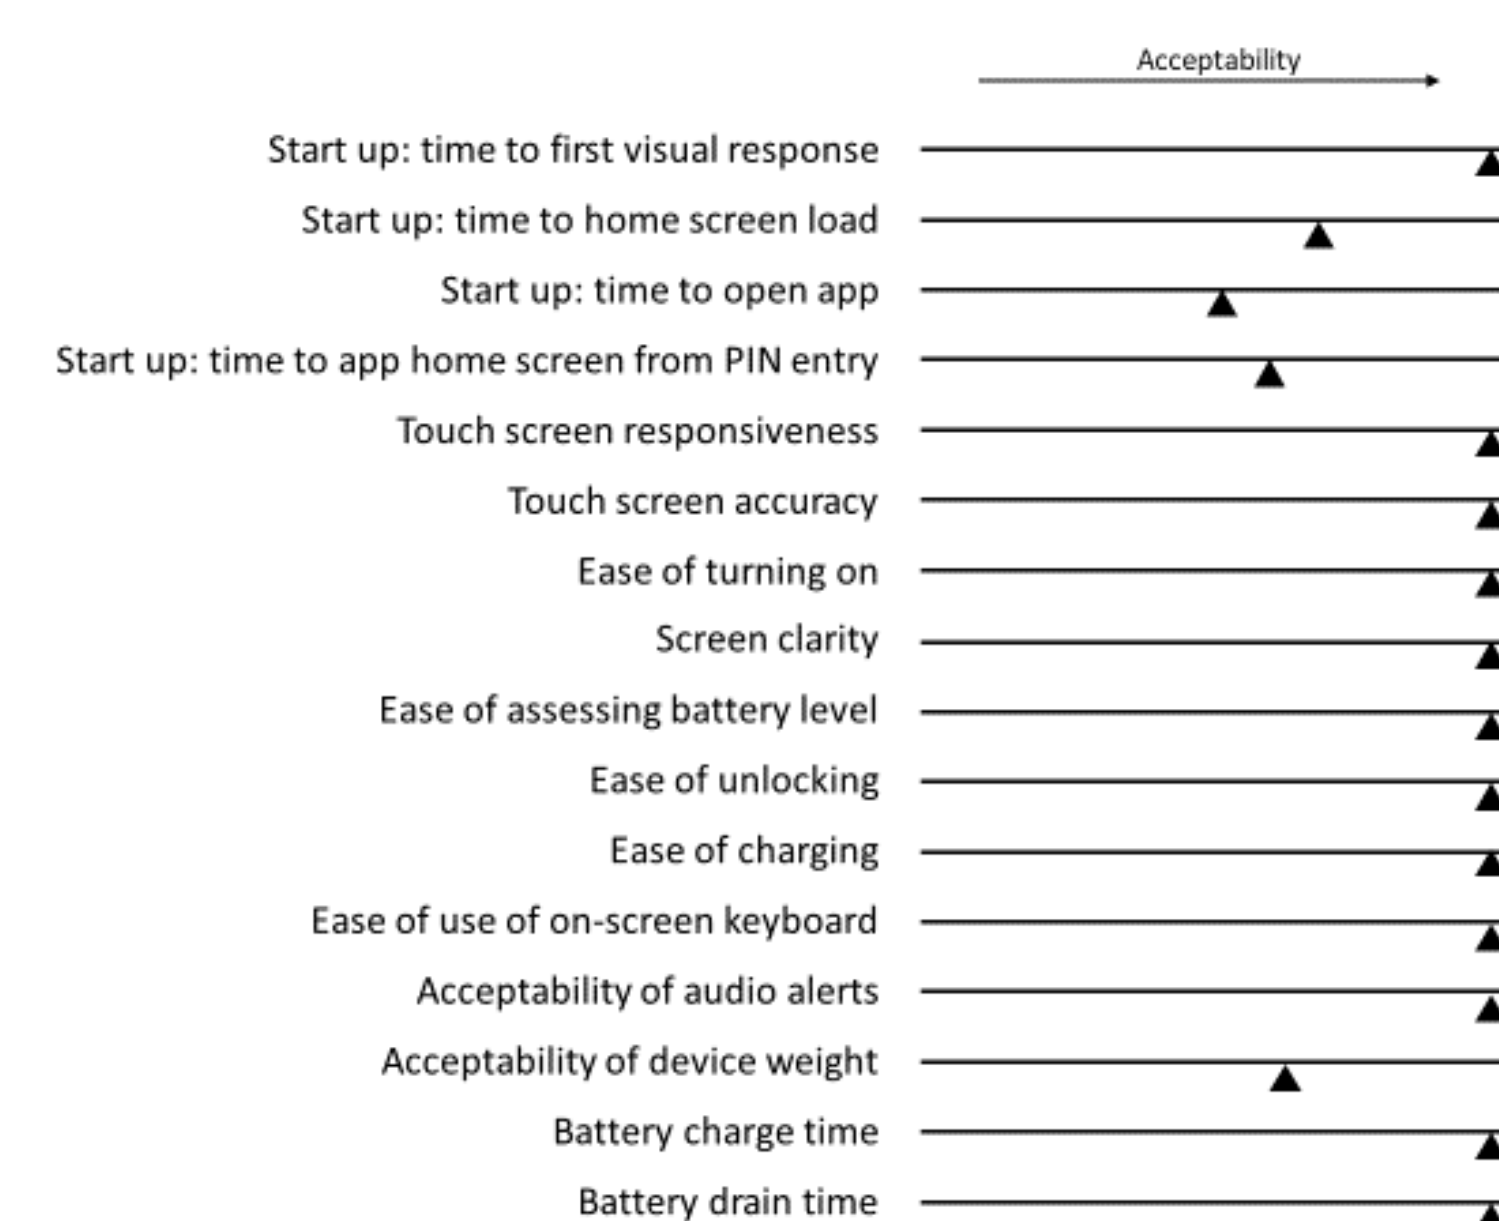 Acceptability
Start up: time to first visual response
Start up: time to home screen load
Start up: time to open app
Start up: time to app home screen from PIN entry
Touch screen responsiveness
Touch screen accuracy
Ease of turning on
Screen clarity
Ease of assessing battery level
Ease of unlocking
Ease of charging
Ease of use of on-screen keyboard
Acceptability of audio alerts
Acceptability of device weight
Battery charge time
Battery drain time